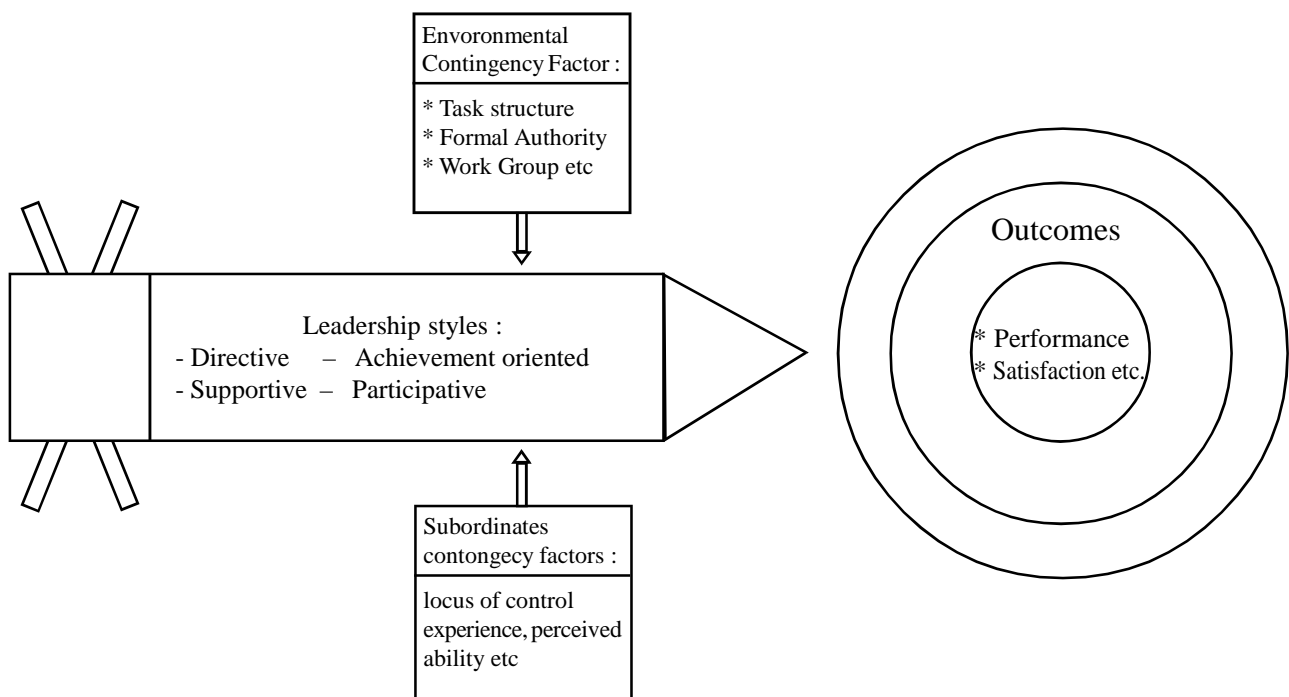 Envoronmental
Contingency Factor :
* Task structure
* Formal Authority
* Work Group etc
Leadership styles :
- Directive – Achievement oriented
- Supportive – Participative
Outcomes
* Performance
* Satisfaction etc.
Subordinates
contongecy factors :
locus of control
experience, perceived
ability etc